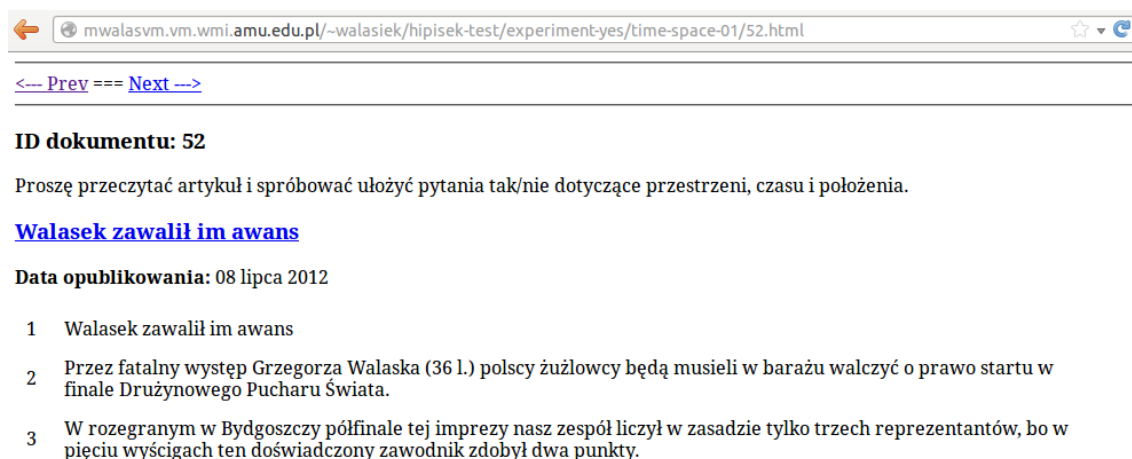 mwalasvm.vm.wmi.amu.edu.pl/~walasiek/hipisek-test/experiment-yes/time-space-01/52.html
<--- Prev === Next --->
ID dokumentu: 52
Proszę przeczytać artykuł i spróbować ułożyć pytania tak/nie dotyczące przestrzeni, czasu i położenia.
Walasek zawalił im awans
Data opublikowania: 08 lipca 2012
1 Walasek zawalił im awans
2 Przez fatalny występ Grzegorza Walaska (36 l.) polscy żużlowcy będą musieli w barażu walczyć o prawo startu w
finale Drużynowego Pucharu Świata.
3 W rozegranym w Bydgoszczy półfinale tej imprezy nasz zespół liczył w zasadzie tylko trzech reprezentantów, bo w
pięciu wyścigach ten doświadczony zawodnik zdobył dwa punkty.